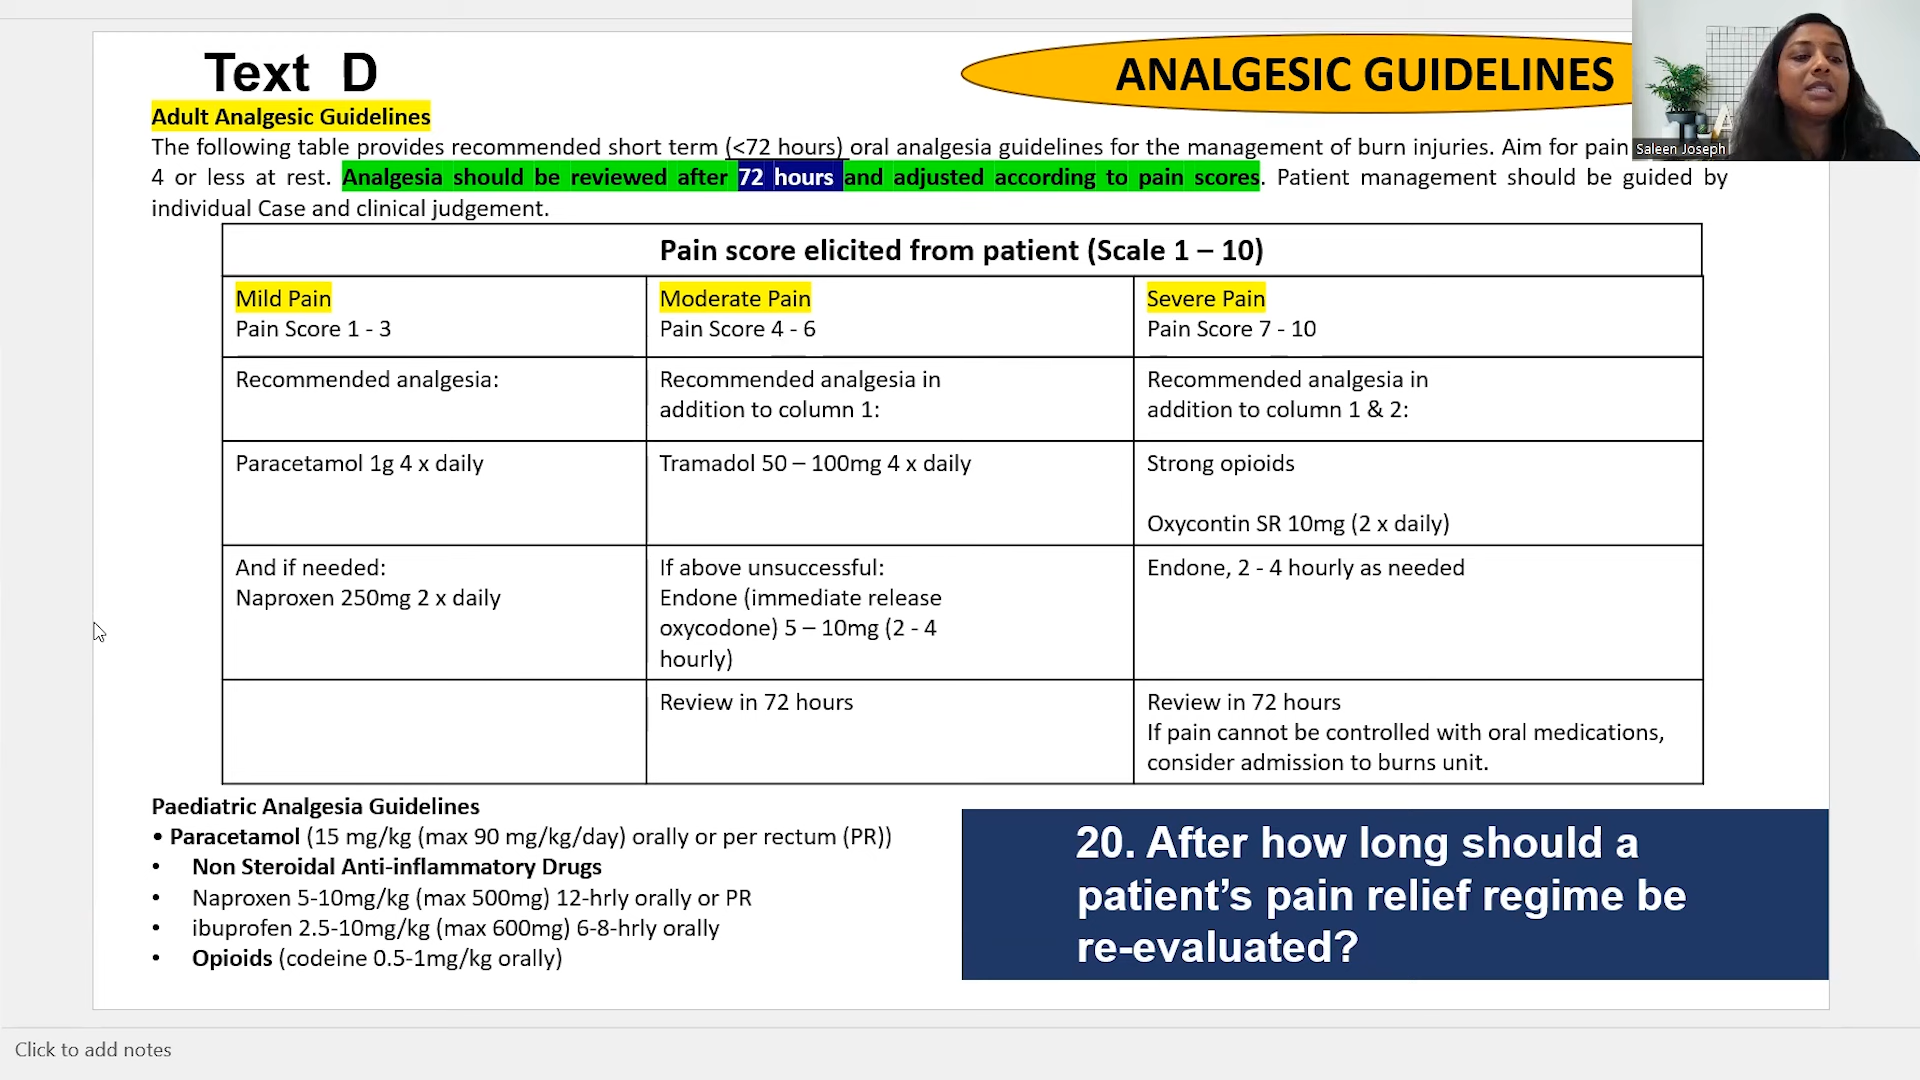 Text D
ANALGESIC GUIDELINES
Saleen Joseph
Adult Analgesic Guidelines
The following table provides recommended short term (<72 hours) oral analgesia guidelines for the management of burn injuries. Aim for pain
4 or less at rest. Analgesia should be reviewed after 72 hours and adjusted according to pain scores. Patient management should be guided by
individual Case and clinical judgement.
Pain score elicited from patient (Scale 1 – 10)
Mild Pain
Pain Score 1 - 3
Moderate Pain
Pain Score 4 - 6
Severe Pain
Pain Score 7 - 10
Recommended analgesia:
Recommended analgesia in
addition to column 1:
Recommended analgesia in
addition to column 1 & 2:
Paracetamol 1g 4 x daily
Tramadol 50 – 100mg 4 x daily
Strong opioids
Oxycontin SR 10mg (2 x daily)
And if needed:
Naproxen 250mg 2 x daily
If above unsuccessful:
Endone (immediate release
oxycodone) 5 – 10mg (2 - 4
hourly)
Endone, 2 - 4 hourly as needed
Review in 72 hours
Review in 72 hours
If pain cannot be controlled with oral medications,
consider admission to burns unit.
Paediatric Analgesia Guidelines
• Paracetamol (15 mg/kg (max 90 mg/kg/day) orally or per rectum (PR))
• Non Steroidal Anti-inflammatory Drugs
• Naproxen 5-10mg/kg (max 500mg) 12-hrly orally or PR
• ibuprofen 2.5-10mg/kg (max 600mg) 6-8-hrly orally
• Opioids (codeine 0.5-1mg/kg orally)
20. After how long should a
patient’s pain relief regime be
re-evaluated?
Click to add notes